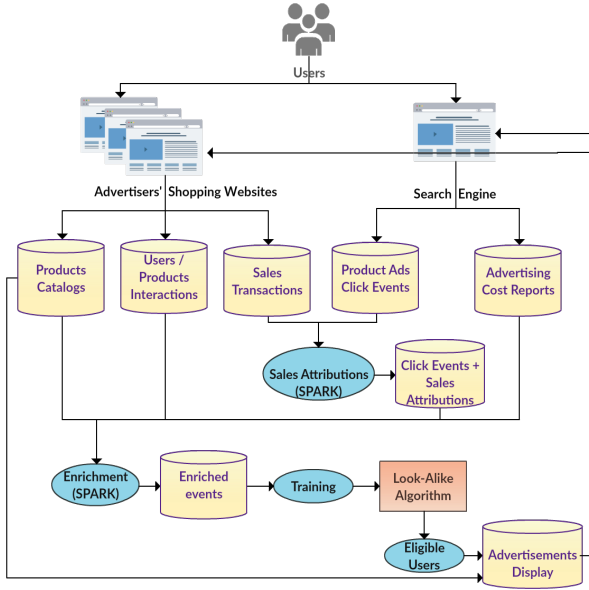 Users
Advertisers' Shopping Websites
Search Engine
Products
Catalogs
Users /
Products
Interactions
Sales
Transactions
Product Ads
Click Events
Advertising
Cost Reports
Sales Attributions
(SPARK)
Click Events +
Sales
Attributions
Enrichment
(SPARK)
Enriched
events
Training
Look-Alike
Algorithm
Eligible
Users
Advertisements
Display